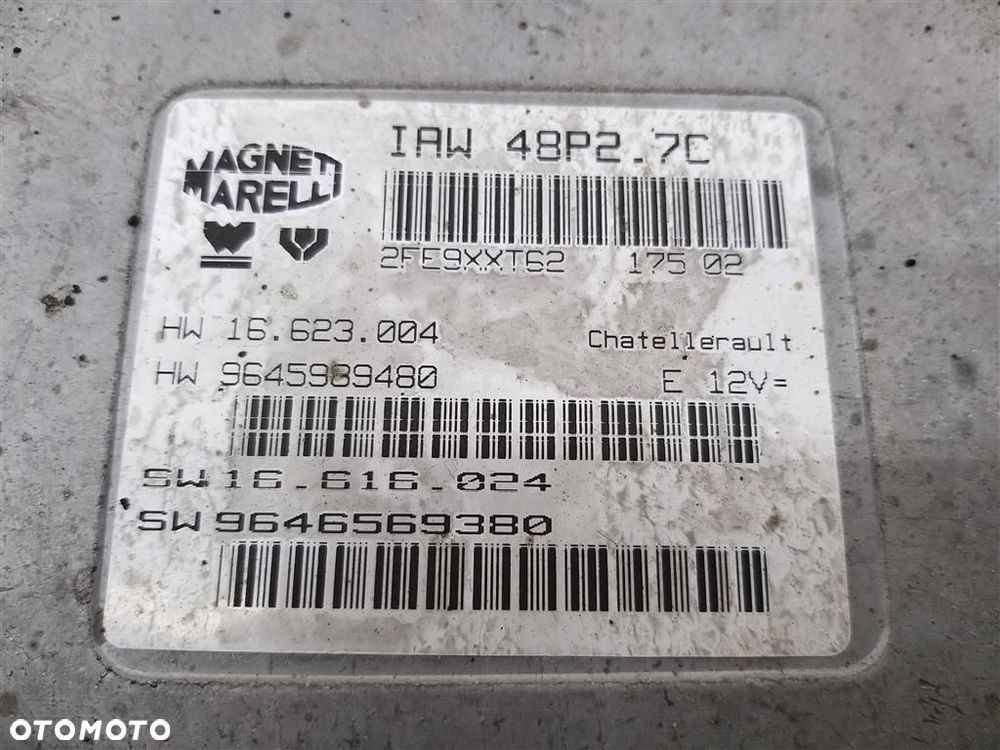 MAGNETI
MARELLI
IAW 48P2.7C
2FE9XXT62 175 02
HW 16.623.004 Chatellerault
HW 9645989480 E 12V=
SW 16.616.024
SW 9646569380
OTOMOTO